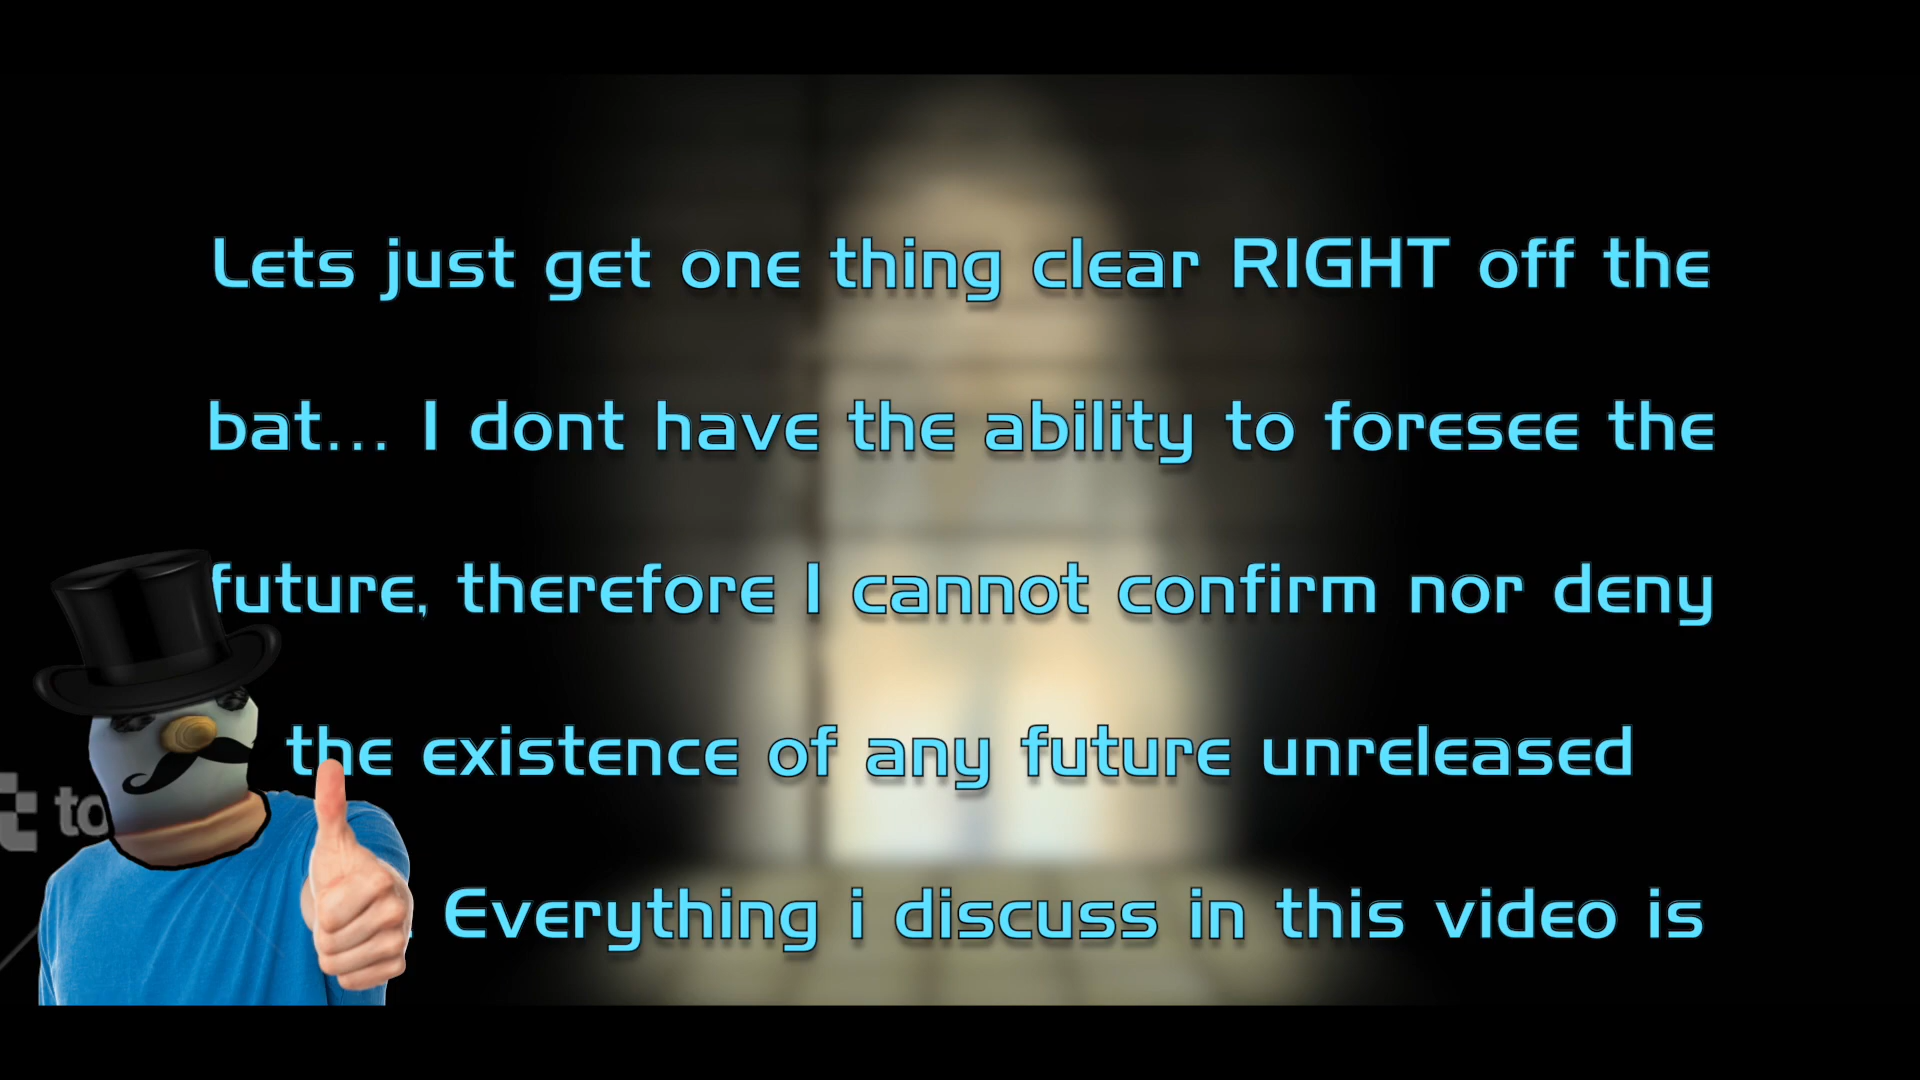 Lets just get one thing clear RIGHT off the
bat... I dont have the ability to foresee the
future, therefore I cannot confirm nor deny
the existence of any future unreleased
Everything i discuss in this video is